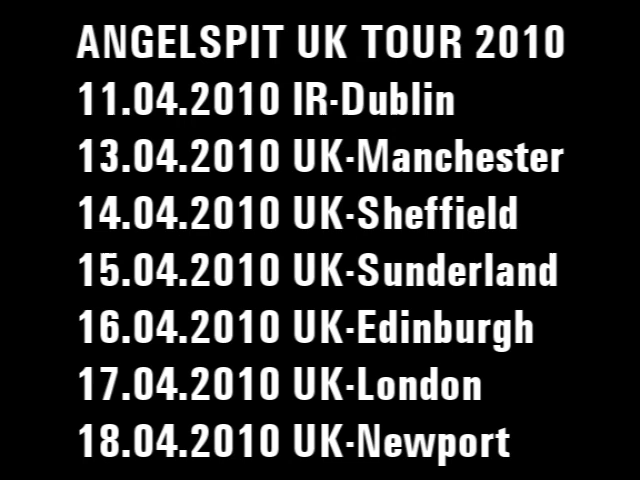 ANGELSPIT UK TOUR 2010
11.04.2010 IR-Dublin
13.04.2010 UK-Manchester
14.04.2010 UK-Sheffield
15.04.2010 UK-Sunderland
16.04.2010 UK-Edinburgh
17.04.2010 UK-London
18.04.2010 UK-Newport